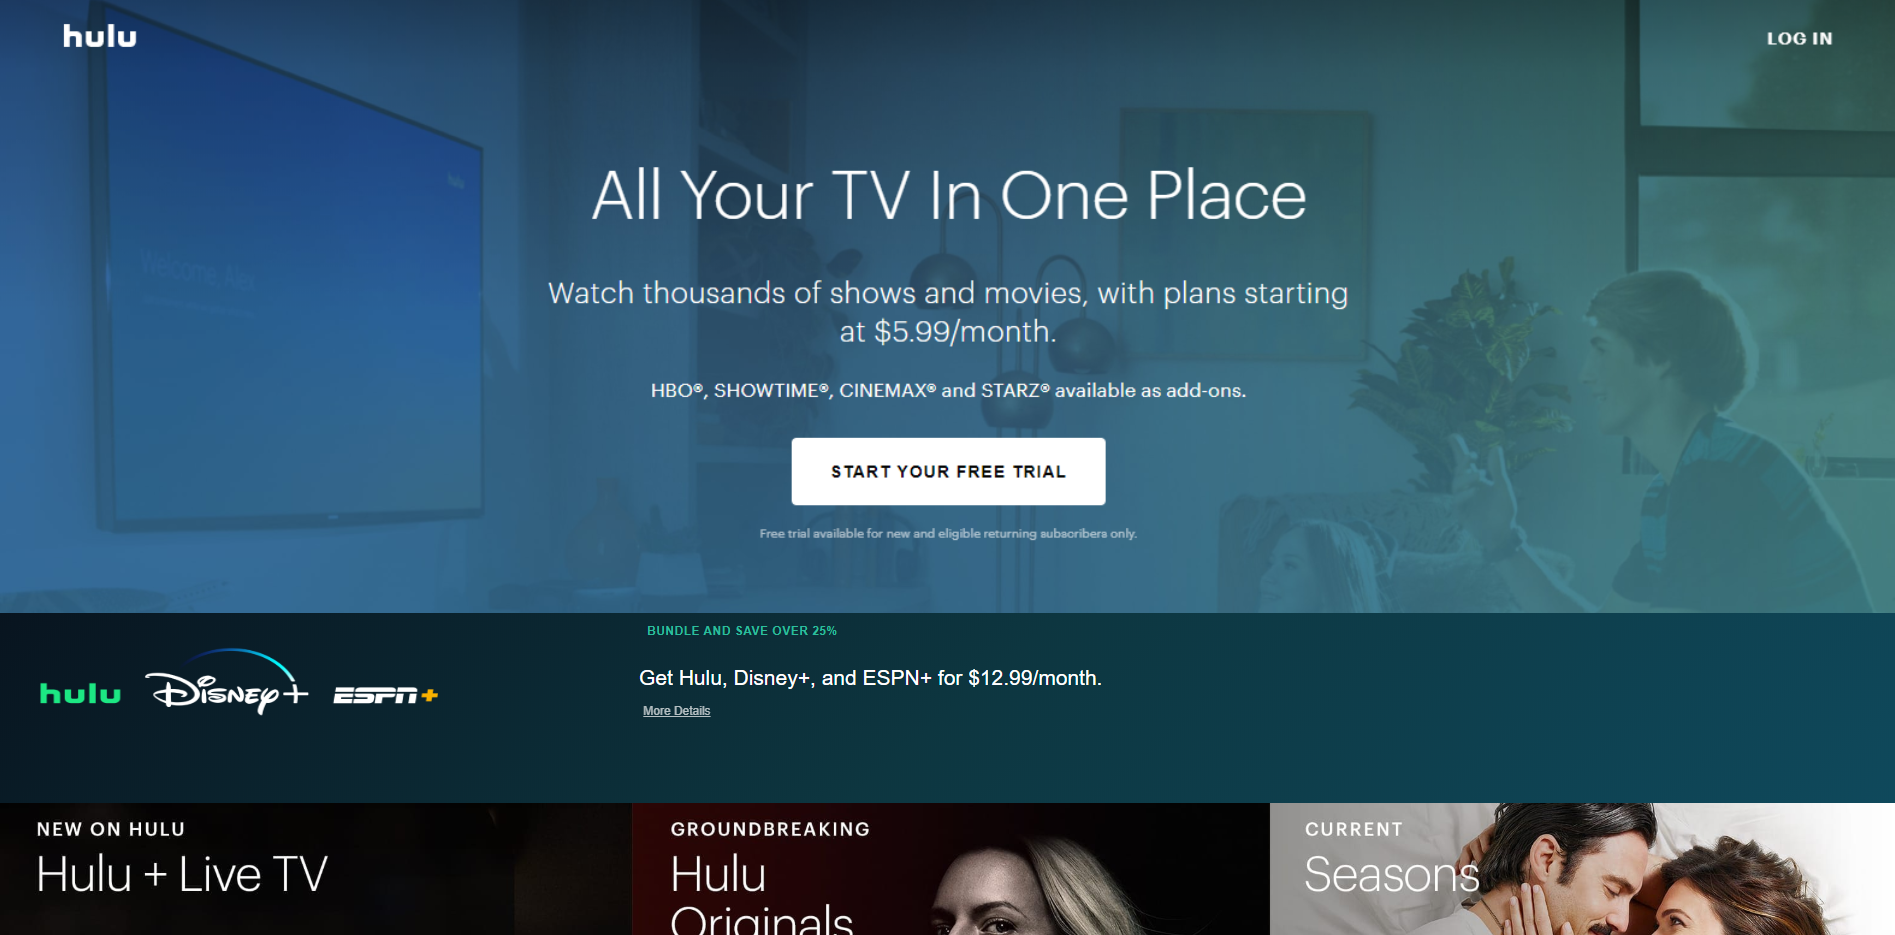 hulu
LOG IN
Welcome, Alex
All Your TV In One Place
Watch thousands of shows and movies, with plans starting
at $5.99/month.
HBO®, SHOWTIME®, CINEMAX® and STARZ® available as add-ons.
START YOUR FREE TRIAL
Free trial available for new and eligible returning subscribers only.
BUNDLE AND SAVE OVER 25%
hulu Disney+ ESPN+
Get Hulu, Disney+, and ESPN+ for $12.99/month.
More Details
NEW ON HULU
Hulu + Live TV
GROUNDBREAKING
Hulu
Originals
CURRENT
Seasons